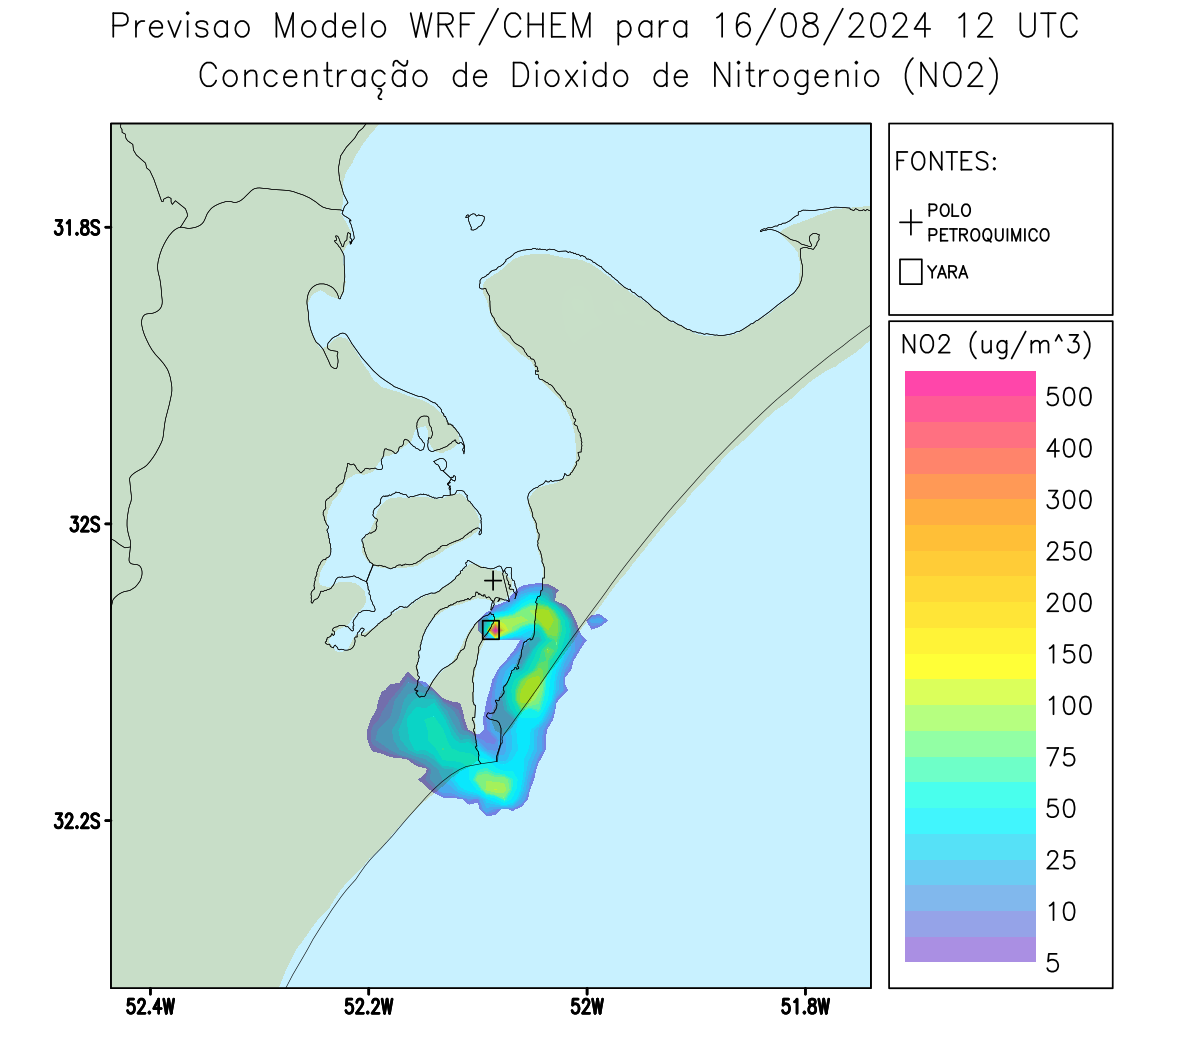 Previsao Modelo WRF/CHEM para 16/08/2024 12 UTC
Concentração de Dioxido de Nitrogenio (NO2)
FONTES:
POLO
PETROQUIMICO
YARA
NO2 (ug/m^3)
500
400
300
250
200
150
100
75
50
25
10
5
31.8S
32S
32.2S
52.4W
52.2W
52W
51.8W